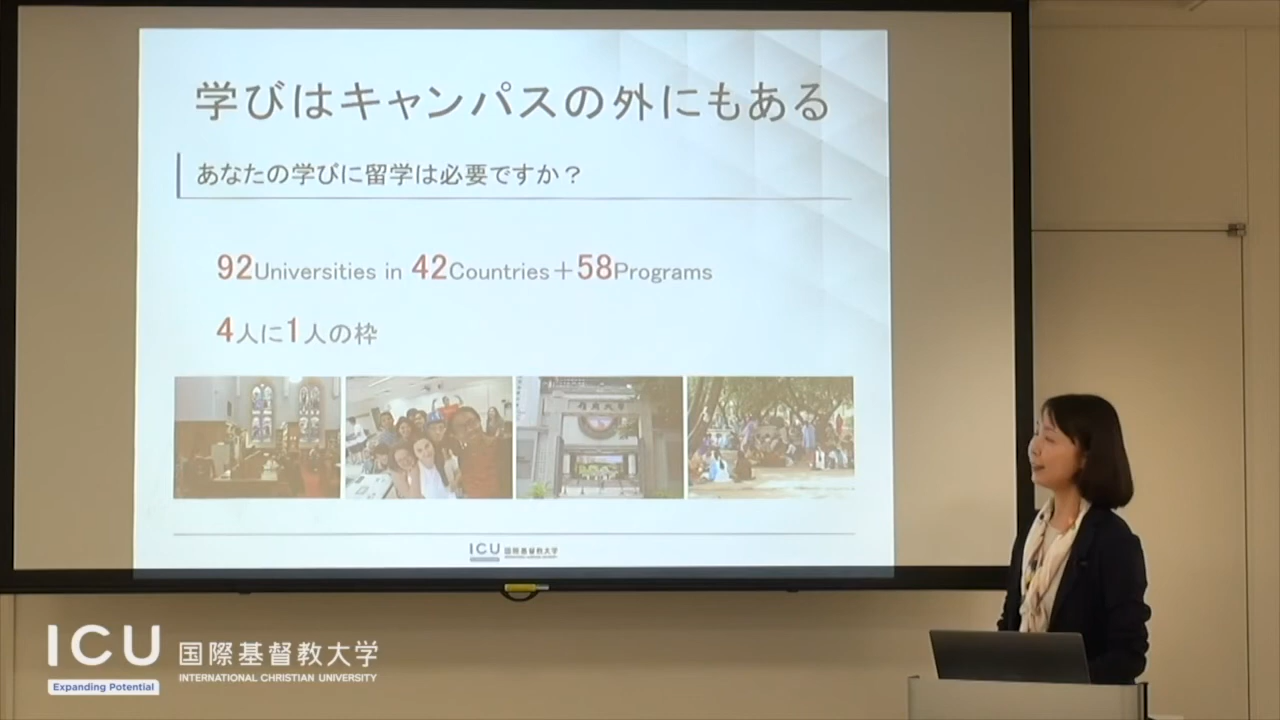 学びはキャンパスの外にもある
あなたの学びに留学は必要ですか？
92Universities in 42Countries＋58Programs
4人に1人の枠
ICU 国際基督教大学
ICU 国際基督教大学
INTERNATIONAL CHRISTIAN UNIVERSITY
Expanding Potential